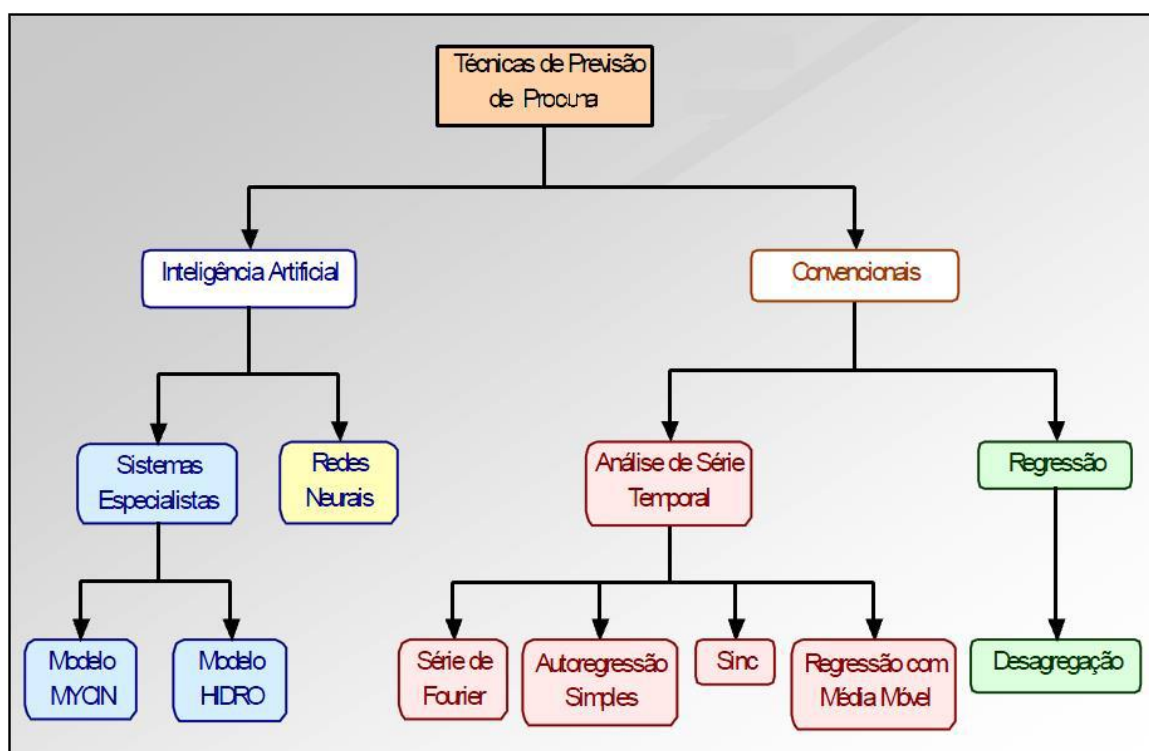 Técnicas de Previsão
de Procura
Inteligência Artificial
Convencionais
Sistemas
Especialistas
Redes
Neurais
Análise de Série
Temporal
Regressão
Modelo
MYCIN
Modelo
HIDRO
Série de
Fourier
Autoregressão
Simples
Sinc
Regressão com
Média Móvel
Desagregação